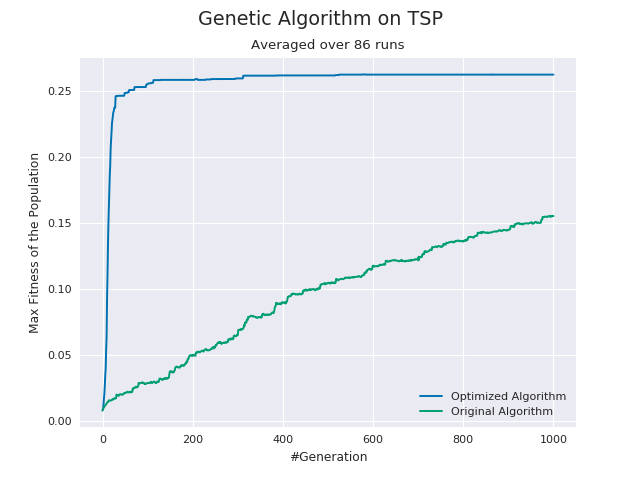 Genetic Algorithm on TSP
Averaged over 86 runs
Max Fitness of the Population
0.25
0.20
0.15
0.10
0.05
0.00
0
200
400
600
800
1000
#Generation
Optimized Algorithm
Original Algorithm